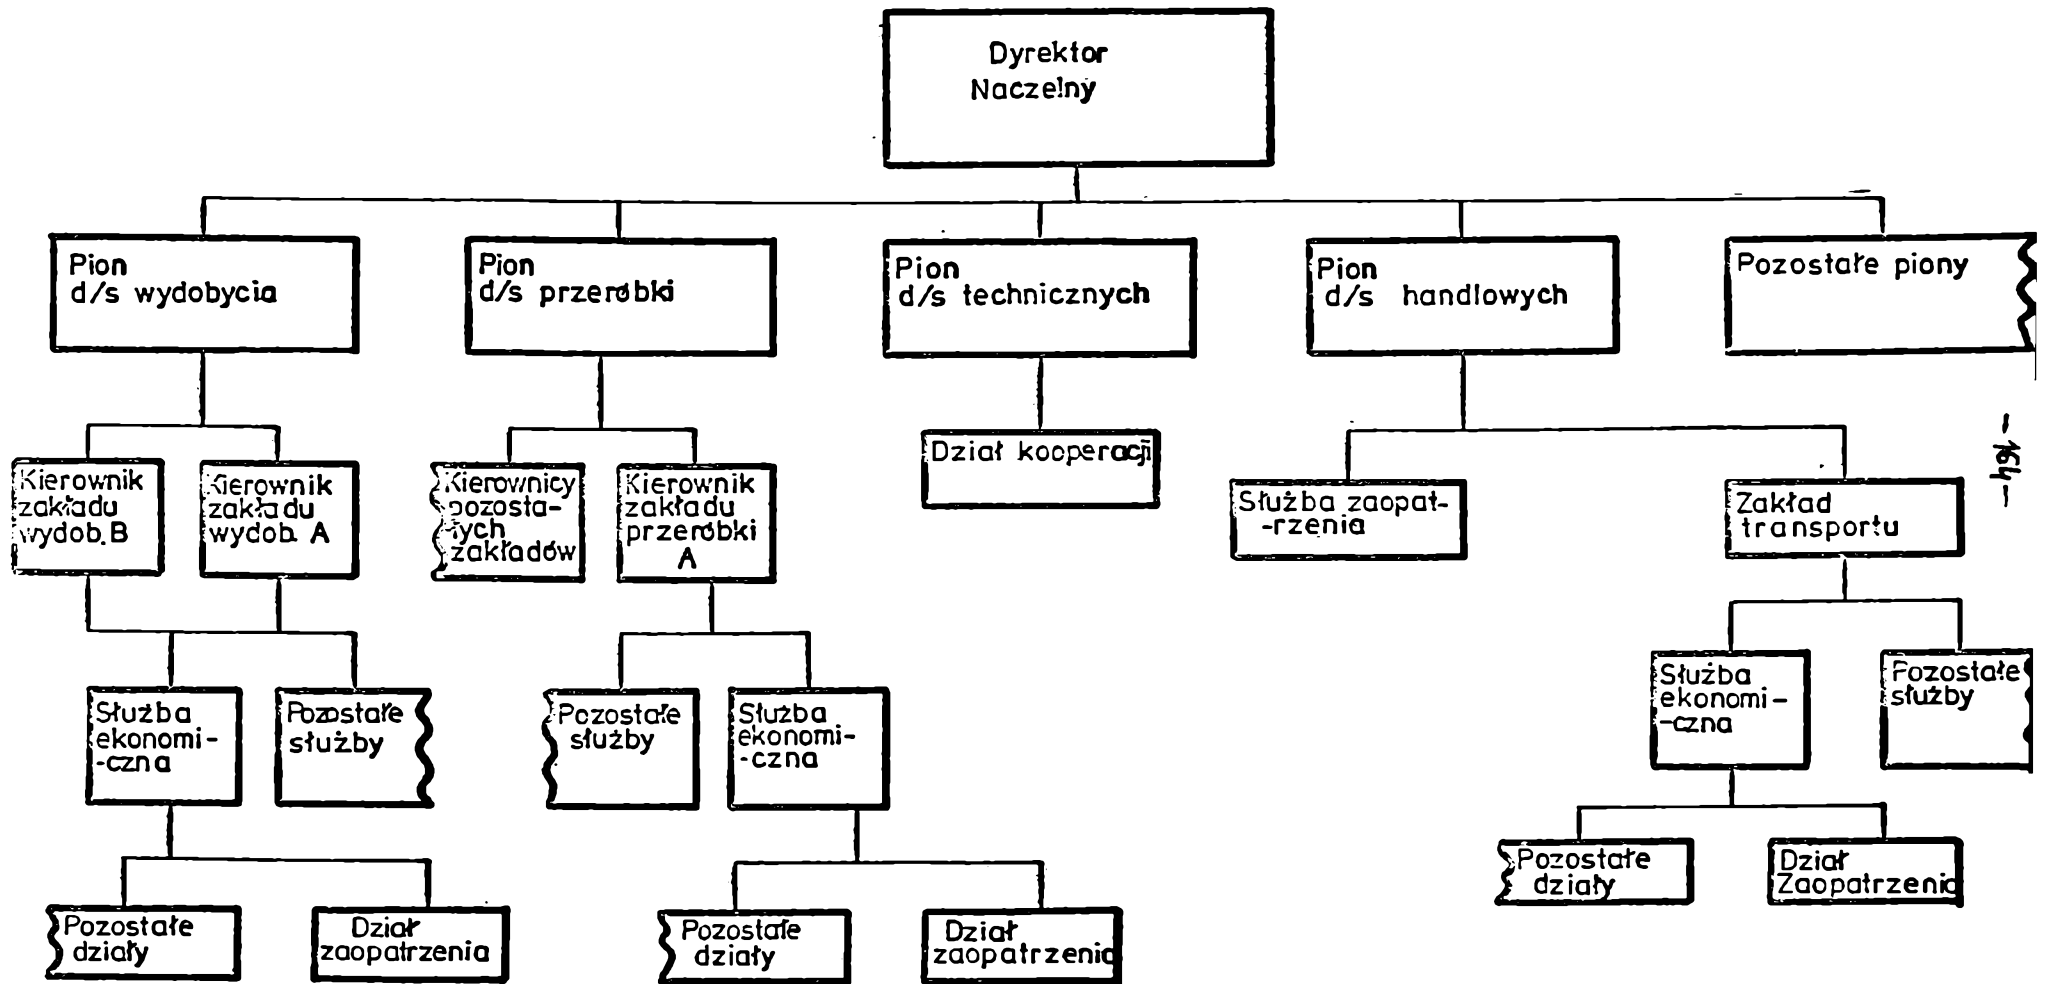 Dyrektor
Naczelny
Pion
d/s wydobycia
Pion
d/s przeróbki
Pion
d/s technicznych
Pion
d/s handlowych
Pozostałe piony
Kierownik
zakładu
wydob. B
Kierownik
zakładu
wydob. A
Kierownicy
pozosta-
łych
zakładów
Kierownik
zakładu
przeróbki
A
Dział kooperacji
Służba zaopat-
-rzenia
Zakład
transportu
- 164 -
Służba
ekonomi-
-czna
Pozostałe
służby
Pozostałe
służby
Służba
ekonomi-
-czna
Służba
ekonomi-
-czna
Pozostałe
służby
Pozostałe
działy
Dział
zaopatrzenia
Pozostałe
działy
Dział
zaopatrzenia
Pozostałe
działy
Dział
Zaopatrzenia